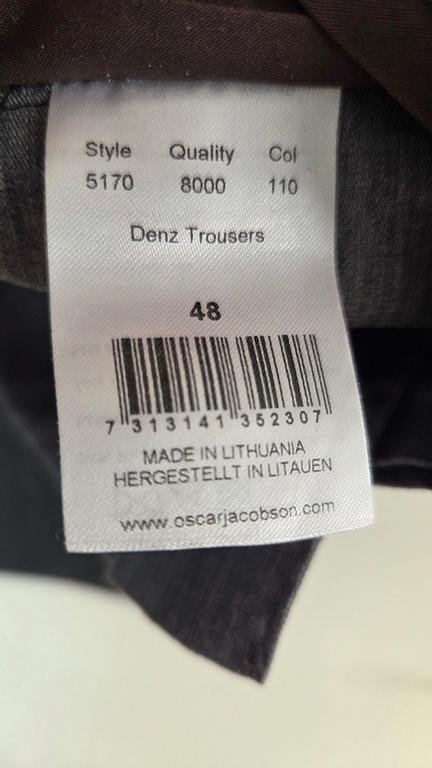 Style Quality Col
5170 8000 110
Denz Trousers
48
7 313141 352307
MADE IN LITHUANIA
HERGESTELLT IN LITAUEN
www.oscarjacobson.com